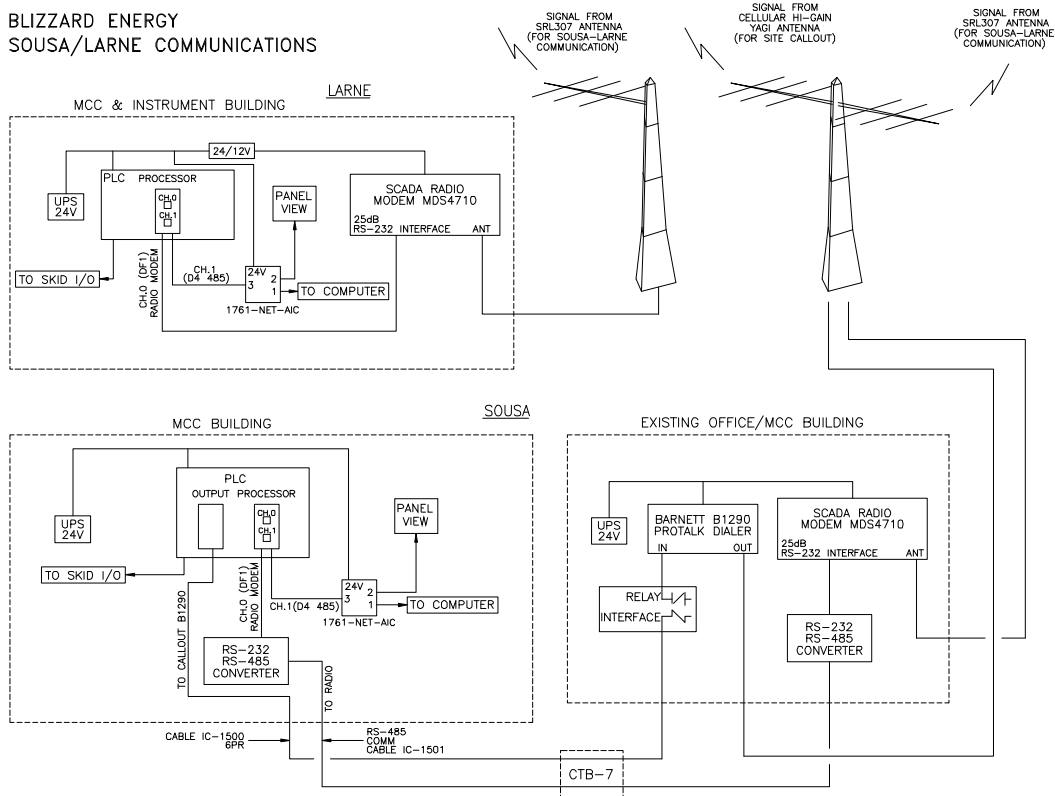 BLIZZARD ENERGY
SOUSA/LARNE COMMUNICATIONS
SIGNAL FROM
SRL307 ANTENNA
(FOR SOUSA-LARNE
COMMUNICATION)
SIGNAL FROM
CELLULAR HI-GAIN
YAGI ANTENNA
(FOR SITE CALLOUT)
SIGNAL FROM
SRL307 ANTENNA
(FOR SOUSA-LARNE
COMMUNICATION)
LARNE
MCC & INSTRUMENT BUILDING
24/12V
PLC PROCESSOR
CH.0
CH.1
UPS
24V
PANEL
VIEW
SCADA RADIO
MODEM MDS4710
25dB
RS-232 INTERFACE ANT
TO SKID I/O
CH.0 (DF1)
RADIO MODEM
CH.1
(D4 485)
24V
3 2
1
TO COMPUTER
1761-NET-AIC
SOUSA
MCC BUILDING
PLC
OUTPUT PROCESSOR
CH.0
CH.1
UPS
24V
PANEL
VIEW
TO SKID I/O
TO CALLOUT B1290
CH.0 (DF1)
RADIO MODEM
CH.1(D4 485)
24V
3 2
1
TO COMPUTER
1761-NET-AIC
RS-232
RS-485
CONVERTER
TO RADIO
CABLE IC-1500
6PR
RS-485
COMM
CABLE IC-1501
EXISTING OFFICE/MCC BUILDING
UPS
24V
BARNETT B1290
PROTALK DIALER
IN OUT
SCADA RADIO
MODEM MDS4710
25dB
RS-232 INTERFACE ANT
RELAY
INTERFACE
RS-232
RS-485
CONVERTER
CTB-7